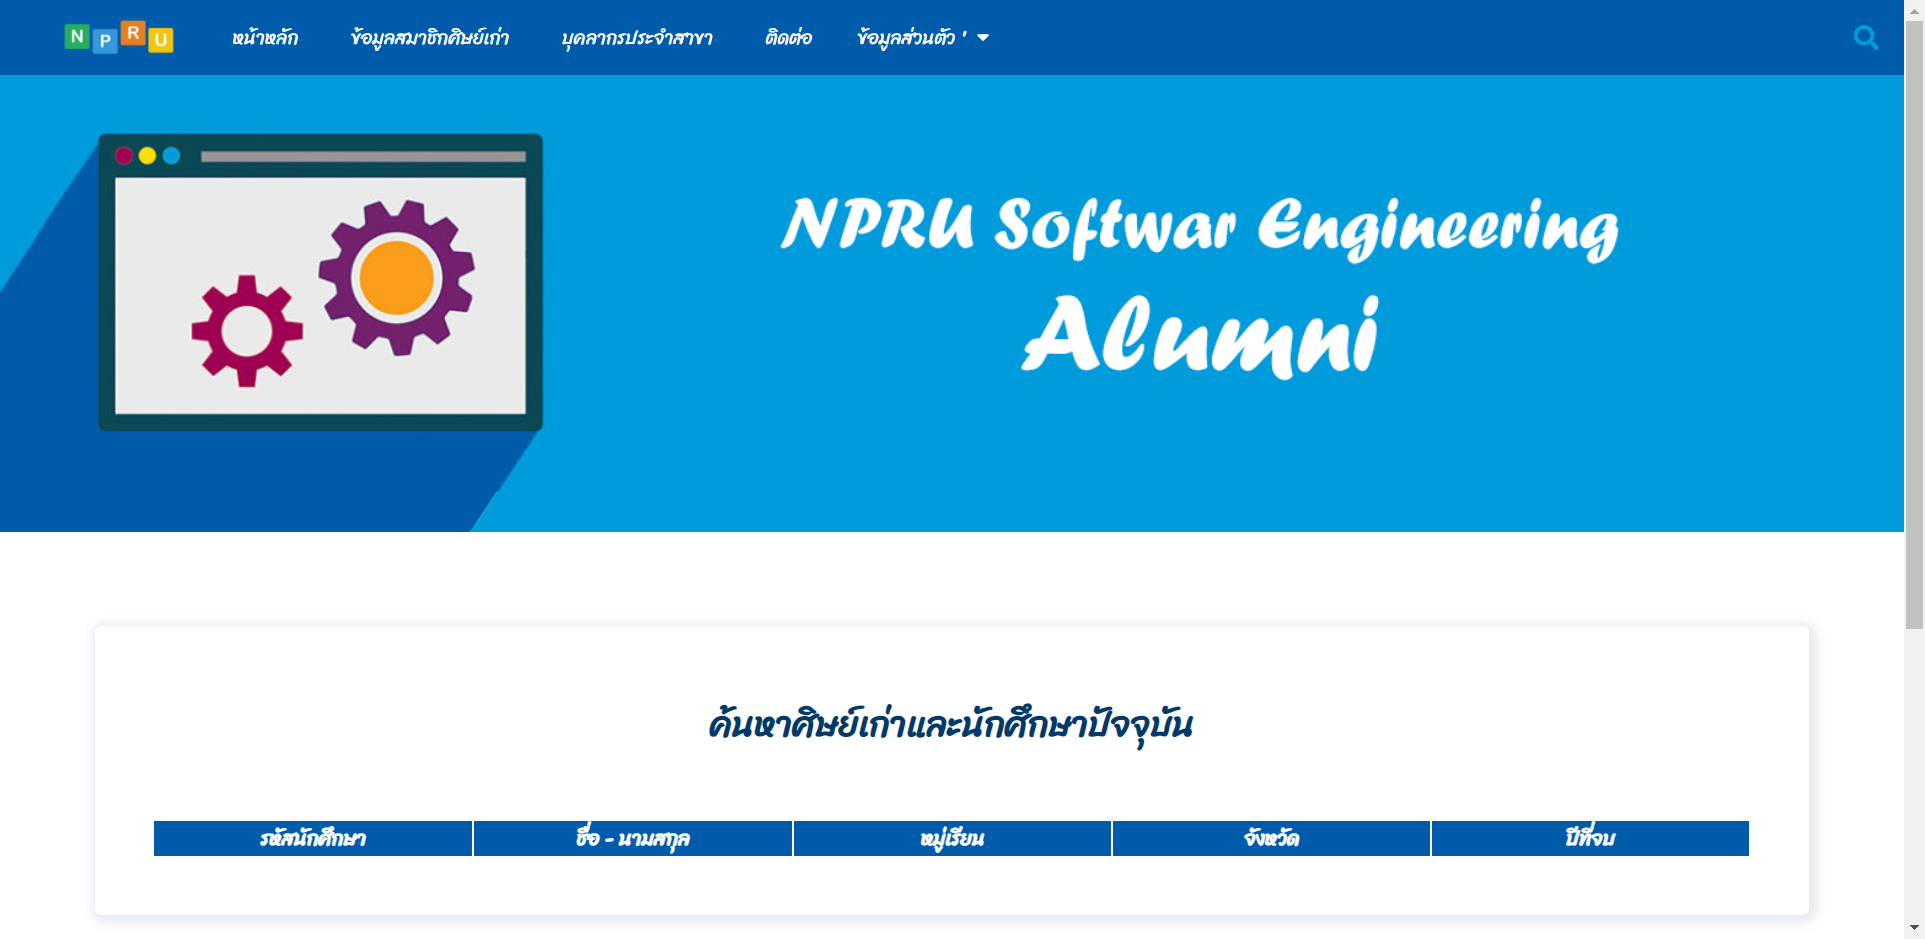 NPRU
หน้าหลัก ข้อมูลสมาชิกศิษย์เก่า บุคลากรประจำสาขา ติดต่อ ข้อมูลส่วนตัว '
NPRU Softwar Engineering
Alumni
ค้นหาศิษย์เก่าและนักศึกษาปัจจุบัน
รหัสนักศึกษา ชื่อ - นามสกุล หมู่เรียน จังหวัด ปีที่จบ